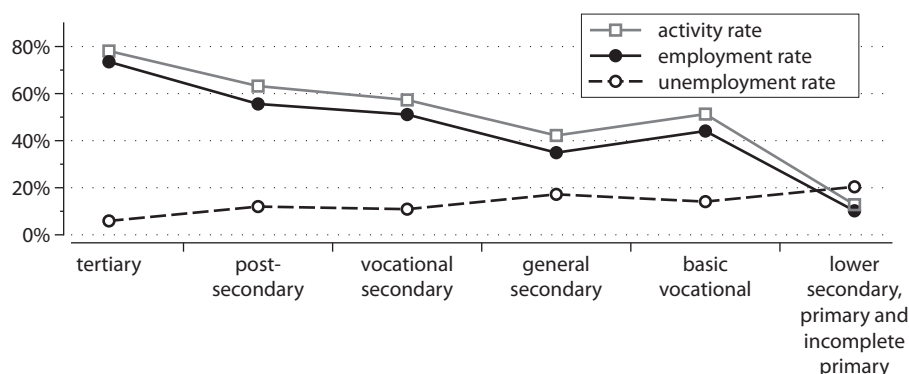 activity rate
employment rate
unemployment rate
80%
60%
40%
20%
0%
tertiary
post-
secondary
vocational
secondary
general
secondary
basic
vocational
lower
secondary,
primary and
incomplete
primary